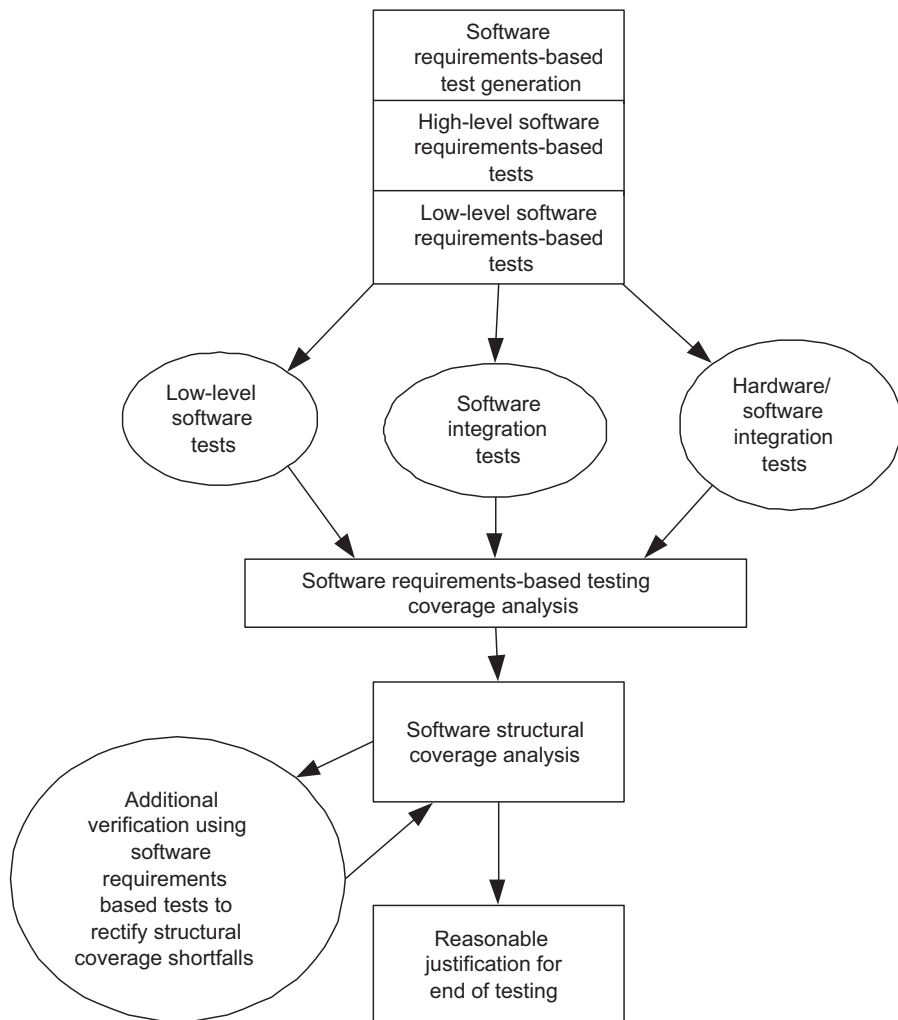 Software
requirements-based
test generation
High-level software
requirements-based
tests
Low-level software
requirements-based
tests
Low-level
software
tests
Software
integration
tests
Hardware/
software
integration
tests
Software requirements-based testing
coverage analysis
Software structural
coverage analysis
Additional
verification using
software
requirements
based tests to
rectify structural
coverage shortfalls
Reasonable
justification for
end of testing